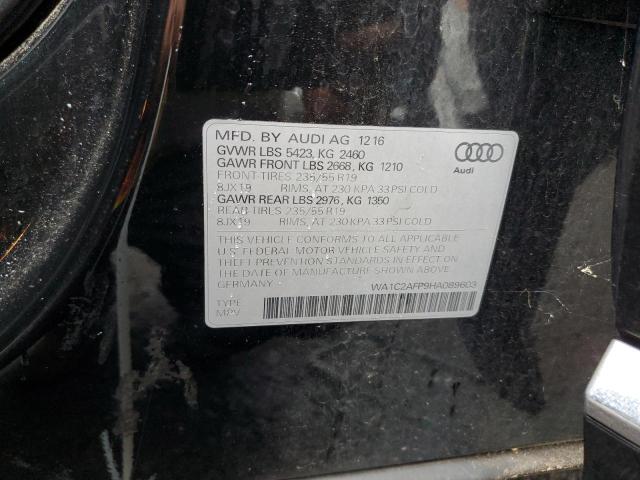 MFD. BY AUDI AG 12 16
GVWR LBS 5423, KG 2460
GAWR FRONT LBS 2668, KG 1210
FRONT TIRES 235/55 R19
8JX19 RIMS, AT 230 KPA 33 PSI COLD
GAWR REAR LBS 2976, KG 1350
REAR TIRES 235/55 R19
8JX19 RIMS, AT 230 KPA 33 PSI COLD
THIS VEHICLE CONFORMS TO ALL APPLICABLE
U.S. FEDERAL MOTOR VEHICLE SAFETY AND
THEFT PREVENTION STANDARDS IN EFFECT ON
THE DATE OF MANUFACTURE SHOWN ABOVE.
GERMANY
WA1C2AFP9HA089603
TYPE
MPV
Audi